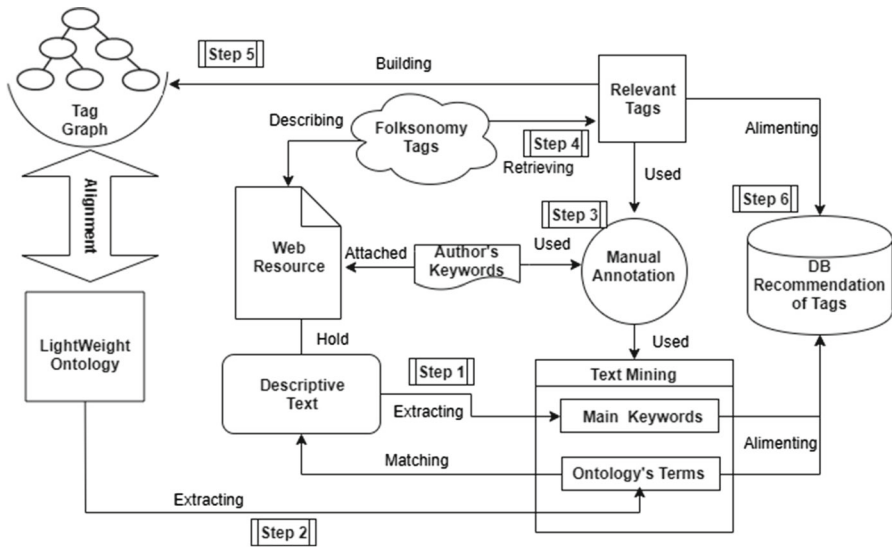 Step 5
Building
Tag
Graph
Relevant
Tags
Describing
Folksonomy
Tags
Step 4
Retrieving
Alimenting
Used
Alignment
Step 3
Step 6
Web
Resource
Attached
Author's
Keywords
Used
Manual
Annotation
DB
Recommendation
of Tags
LightWeight
Ontology
Hold
Used
Descriptive
Text
Step 1
Extracting
Text Mining
Main Keywords
Alimenting
Matching
Ontology's Terms
Extracting
Step 2